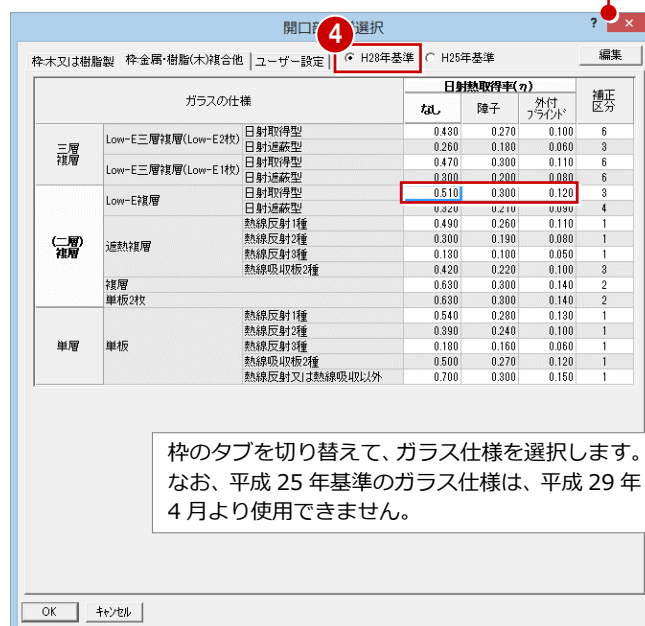 開口部 選択
4
?
×
枠:木又は樹脂製 枠:金属・樹脂(木)複合他 ユーザー設定 H28年基準 H25年基準 編集
ガラスの仕様 日射熱取得率(η) 補正区分
なし 障子 外付ブラインド
三層複層 Low-E三層複層(Low-E2枚) 日射取得型 0.430 0.270 0.100 6
日射遮蔽型 0.260 0.180 0.060 3
Low-E三層複層(Low-E1枚) 日射取得型 0.470 0.300 0.110 6
日射遮蔽型 0.300 0.200 0.080 6
(二層)複層 Low-E複層 日射取得型 0.510 0.300 0.120 3
日射遮蔽型 0.320 0.210 0.090 4
遮熱複層 熱線反射1種 0.490 0.260 0.110 1
熱線反射2種 0.300 0.190 0.080 1
熱線反射3種 0.130 0.100 0.050 1
熱線吸収板2種 0.420 0.220 0.100 3
複層 0.630 0.300 0.140 2
単板2枚 0.630 0.300 0.140 2
単層 単板 熱線反射1種 0.540 0.280 0.130 1
熱線反射2種 0.390 0.240 0.100 1
熱線反射3種 0.180 0.160 0.060 1
熱線吸収板2種 0.500 0.270 0.120 1
熱線反射又は熱線吸収以外 0.700 0.300 0.150 1
枠のタブを切り替えて、ガラス仕様を選択します。
なお、平成 25 年基準のガラス仕様は、平成 29 年
4 月より使用できません。
OK キャンセル